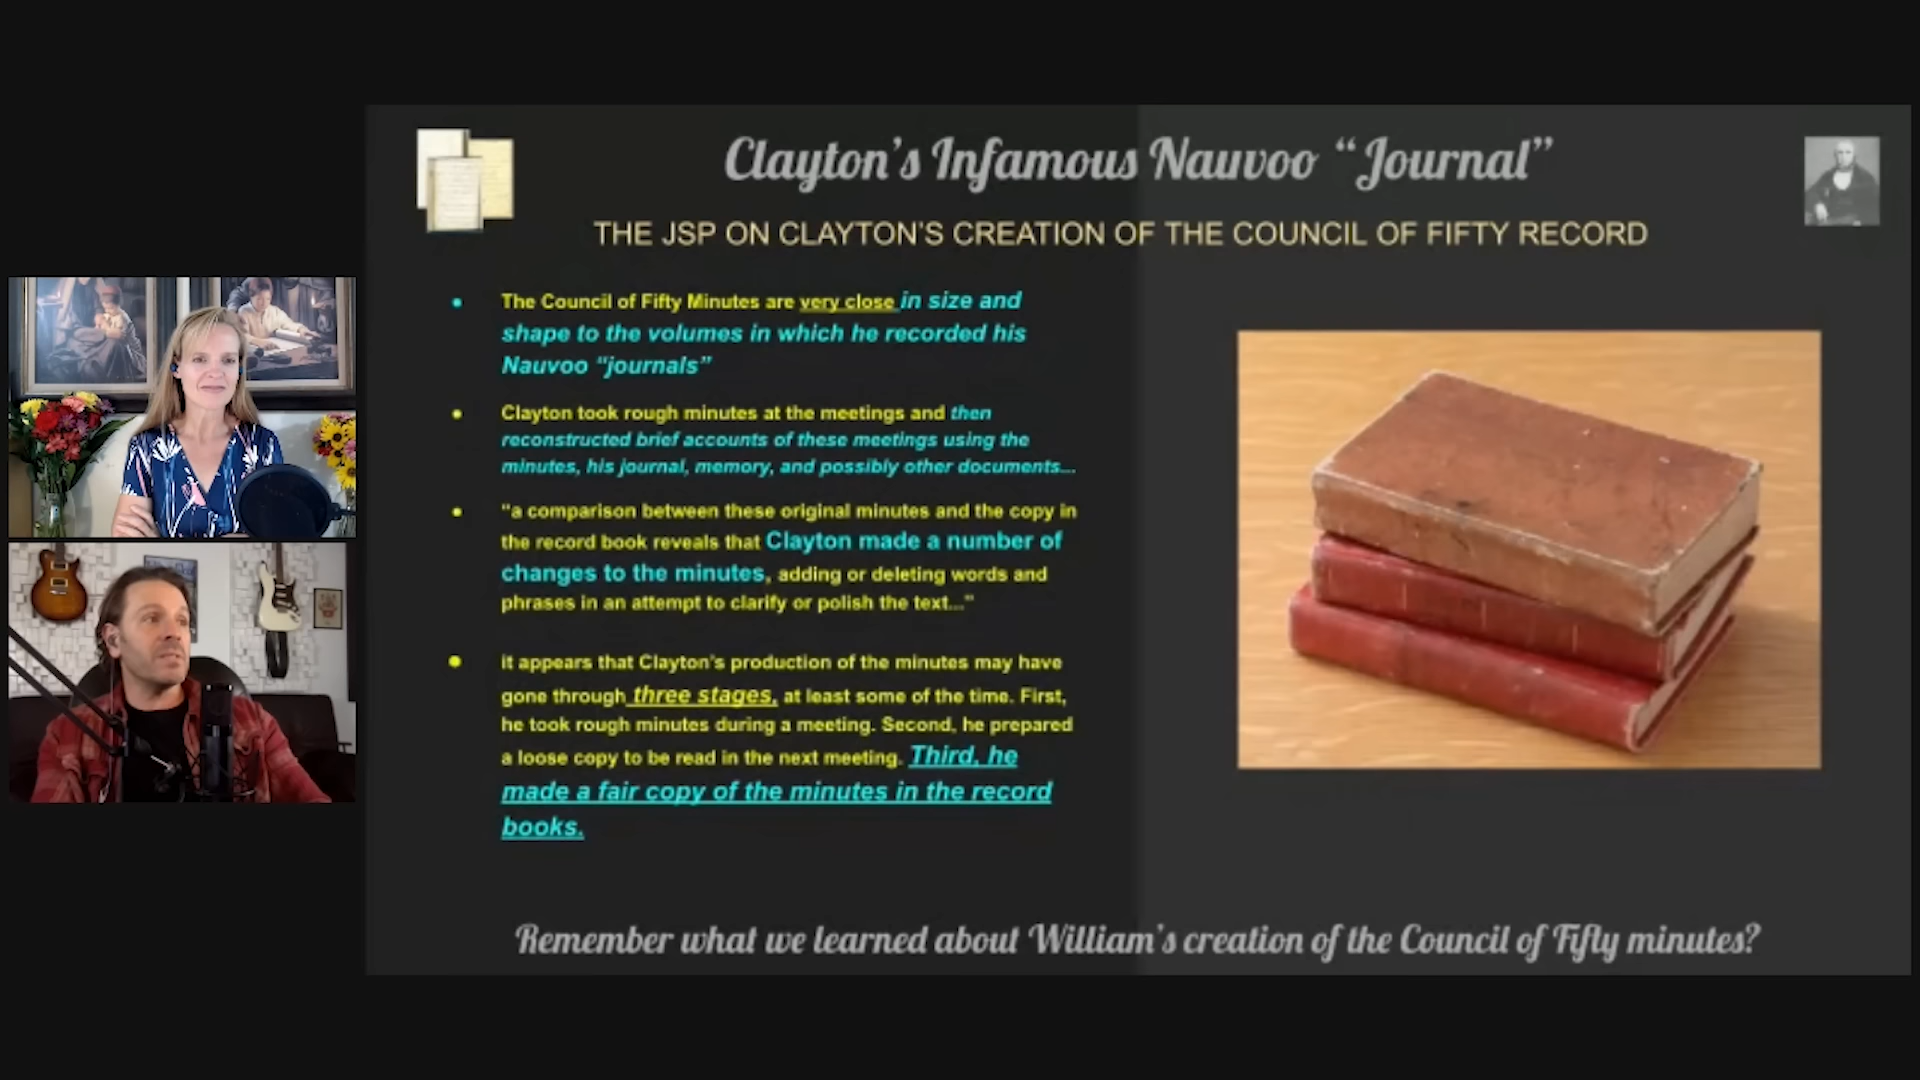 Clayton's Infamous Nauvoo “Journal”
THE JSP ON CLAYTON'S CREATION OF THE COUNCIL OF FIFTY RECORD
• The Council of Fifty Minutes are very close in size and
shape to the volumes in which he recorded his
Nauvoo “journals”
• Clayton took rough minutes at the meetings and then
reconstructed brief accounts of these meetings using the
minutes, his journal, memory, and possibly other documents...
• “a comparison between these original minutes and the copy in
the record book reveals that Clayton made a number of
changes to the minutes, adding or deleting words and
phrases in an attempt to clarify or polish the text...”
• it appears that Clayton's production of the minutes may have
gone through three stages, at least some of the time. First,
he took rough minutes during a meeting. Second, he prepared
a loose copy to be read in the next meeting. Third, he
made a fair copy of the minutes in the record
books.
Remember what we learned about William's creation of the Council of Fifty minutes?